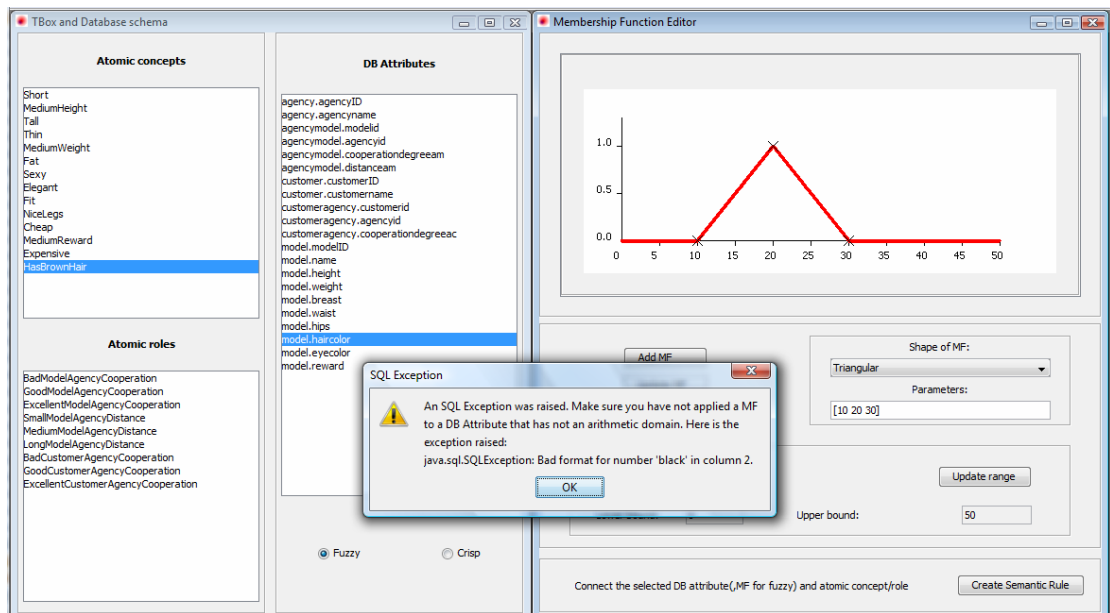 TBox and Database schema
Atomic concepts
Short
MediumHeight
Tall
Thin
MediumWeight
Fat
Sexy
Elegant
Fit
NiceLegs
Cheap
MediumReward
Expensive
HasBrownHair
Atomic roles
BadModelAgencyCooperation
GoodModelAgencyCooperation
ExcellentModelAgencyCooperation
SmallModelAgencyDistance
MediumModelAgencyDistance
LongModelAgencyDistance
BadCustomerAgencyCooperation
GoodCustomerAgencyCooperation
ExcellentCustomerAgencyCooperation
DB Attributes
agency.agencyID
agency.agencyname
agencymodel.modelid
agencymodel.agencyid
agencymodel.cooperationdegreeam
agencymodel.distanceam
customer.customerID
customer.customername
customeragency.customerid
customeragency.agencyid
customeragency.cooperationdegreeac
model.modelID
model.name
model.height
model.weight
model.breast
model.waist
model.hips
model.haircolor
model.eyecolor
model.reward
Fuzzy
Crisp
Membership Function Editor
1.0
0.5
0.0
0 5 10 15 20 25 30 35 40 45 50
Add MF
Shape of MF:
Triangular
Parameters:
[10 20 30]
Update range
Upper bound:
50
Connect the selected DB attribute(,MF for fuzzy) and atomic concept/role
Create Semantic Rule
SQL Exception
An SQL Exception was raised. Make sure you have not applied a MF
to a DB Attribute that has not an arithmetic domain. Here is the
exception raised:
java.sql.SQLException: Bad format for number 'black' in column 2.
OK